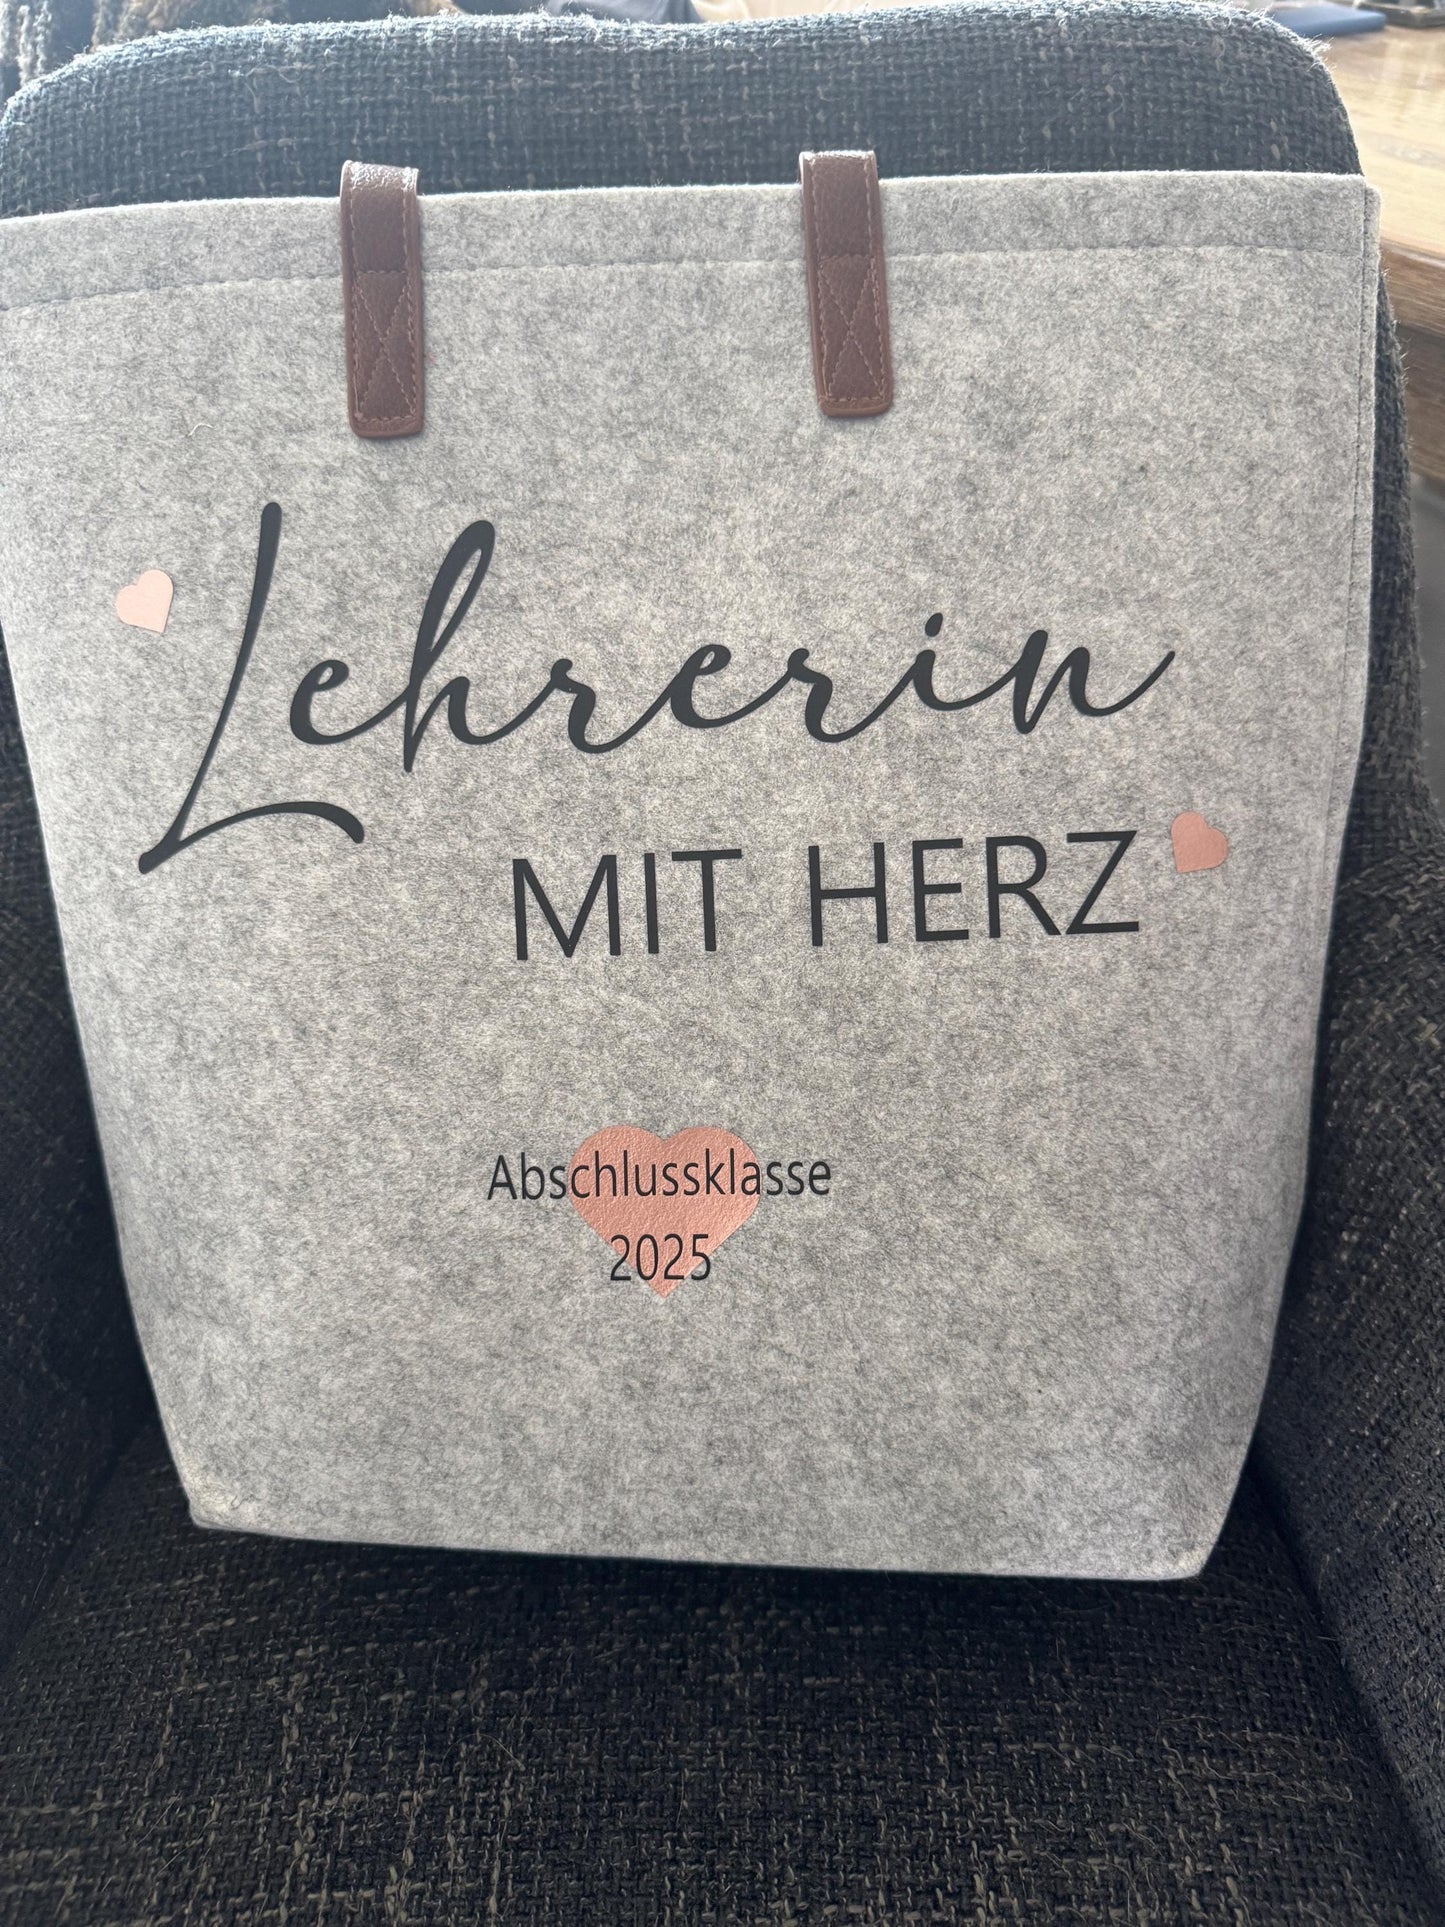 Lehrerin
MIT HERZ
Abschlussklasse
2025